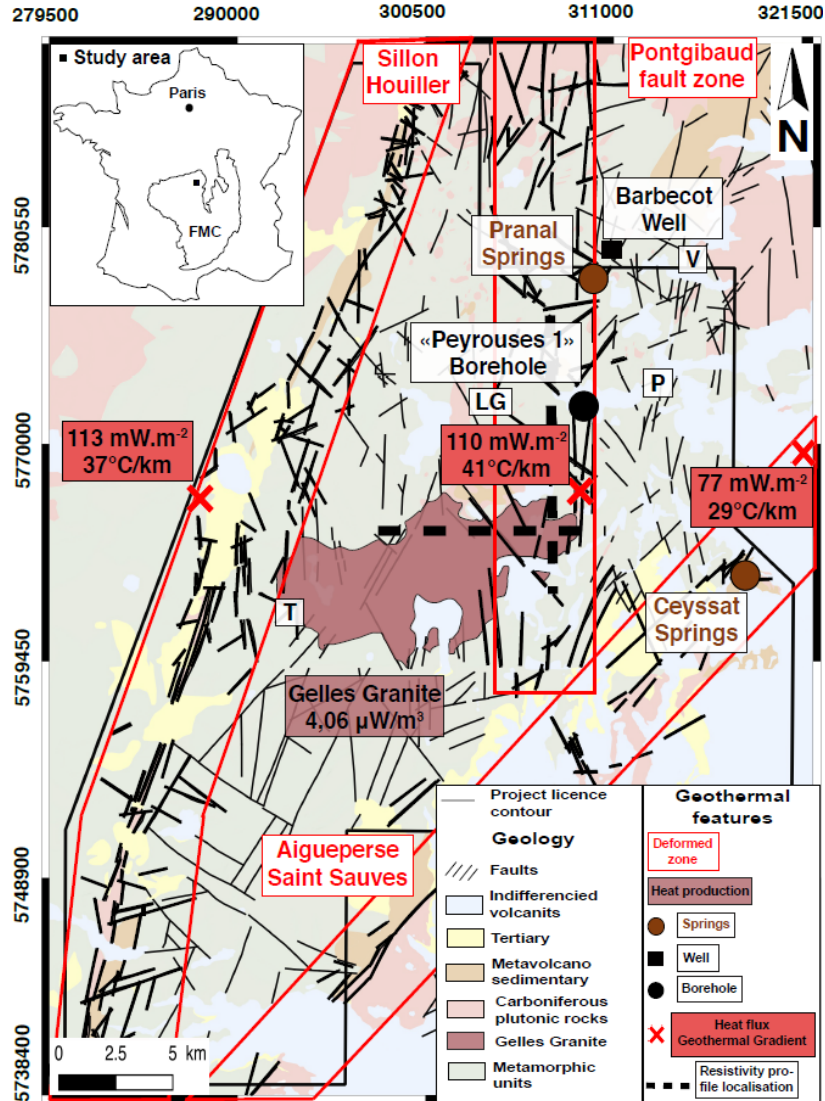 279500 290000 300500 311000 321500
Study area
Paris
FMC
Sillon
Houiller
Pontgibaud
fault zone
N
5780550
5770000
5759450
5748900
5738400
Barbecot
Well
Pranal
Springs
V
«Peyrouses 1»
Borehole
P
LG
113 mW.m-2
37°C/km
110 mW.m-2
41°C/km
77 mW.m-2
29°C/km
T
Ceyssat
Springs
Gelles Granite
4,06 µW/m3
Aigueperse
Saint Sauves
0 2.5 5 km
Project licence
contour
Geology
Faults
Indifferencied
volcanits
Tertiary
Metavolcano
sedimentary
Carboniferous
plutonic rocks
Gelles Granite
Metamorphic
units
Geothermal
features
Deformed
zone
Heat production
Springs
Well
Borehole
Heat flux
Geothermal Gradient
Resistivity pro-
file localisation